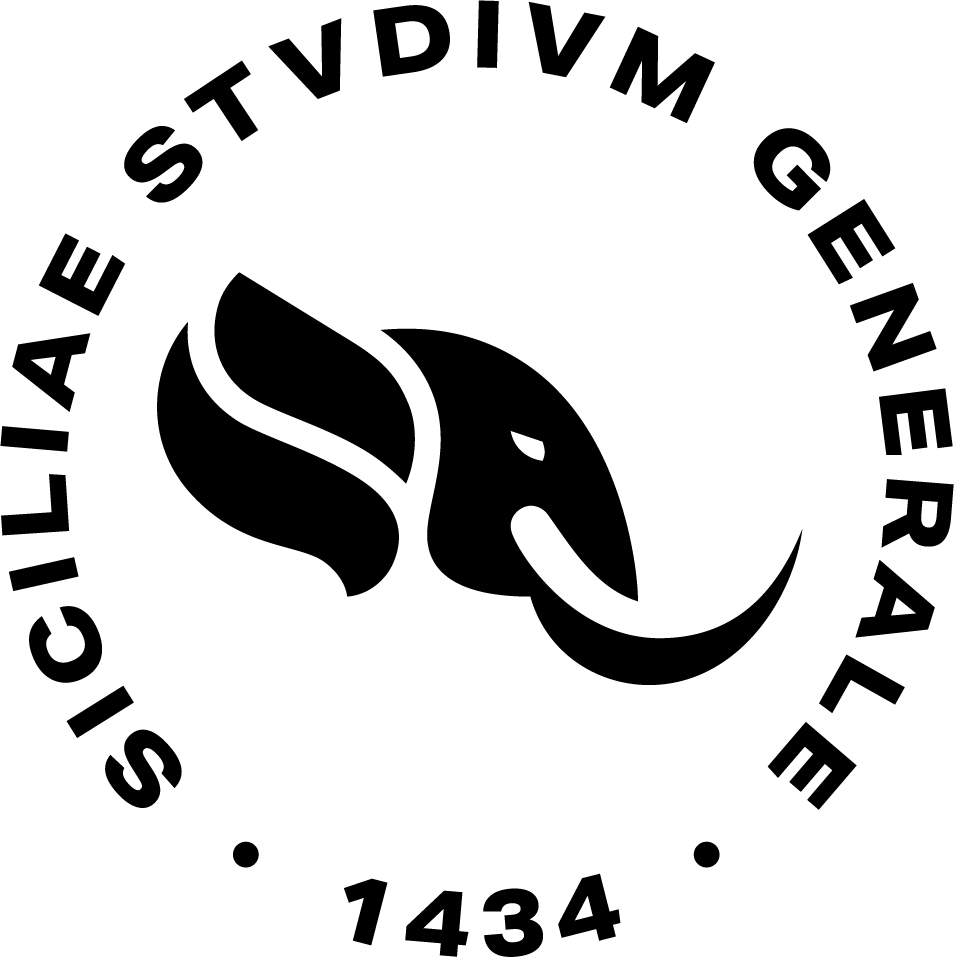 SICILIAE STVDIVM GENERALE
• 1434 •